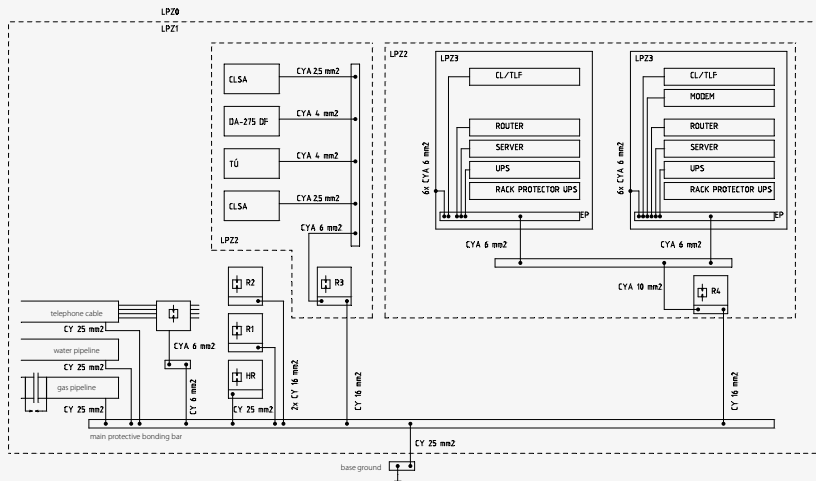 LPZ0
LPZ1
CLSA
CYA 25 mm2
DA-275 DF
CYA 4 mm2
TÚ
CYA 4 mm2
CLSA
CYA 25 mm2
CYA 6 mm2
LPZ2
R2
R1
HR
R3
LPZ2
LPZ3
CL/TLF
ROUTER
SERVER
UPS
RACK PROTECTOR UPS
EP
6x CYA 6 mm2
CYA 6 mm2
LPZ3
CL/TLF
MODEM
ROUTER
SERVER
UPS
RACK PROTECTOR UPS
EP
6x CYA 6 mm2
CYA 6 mm2
CYA 10 mm2
R4
telephone cable
CY 25 mm2
water pipeline
CY 25 mm2
gas pipeline
CY 25 mm2
CYA 6 mm2
CY 6 mm2
CY 25 mm2
2x CY 16 mm2
CY 16 mm2
CY 16 mm2
main protective bonding bar
CY 25 mm2
base ground